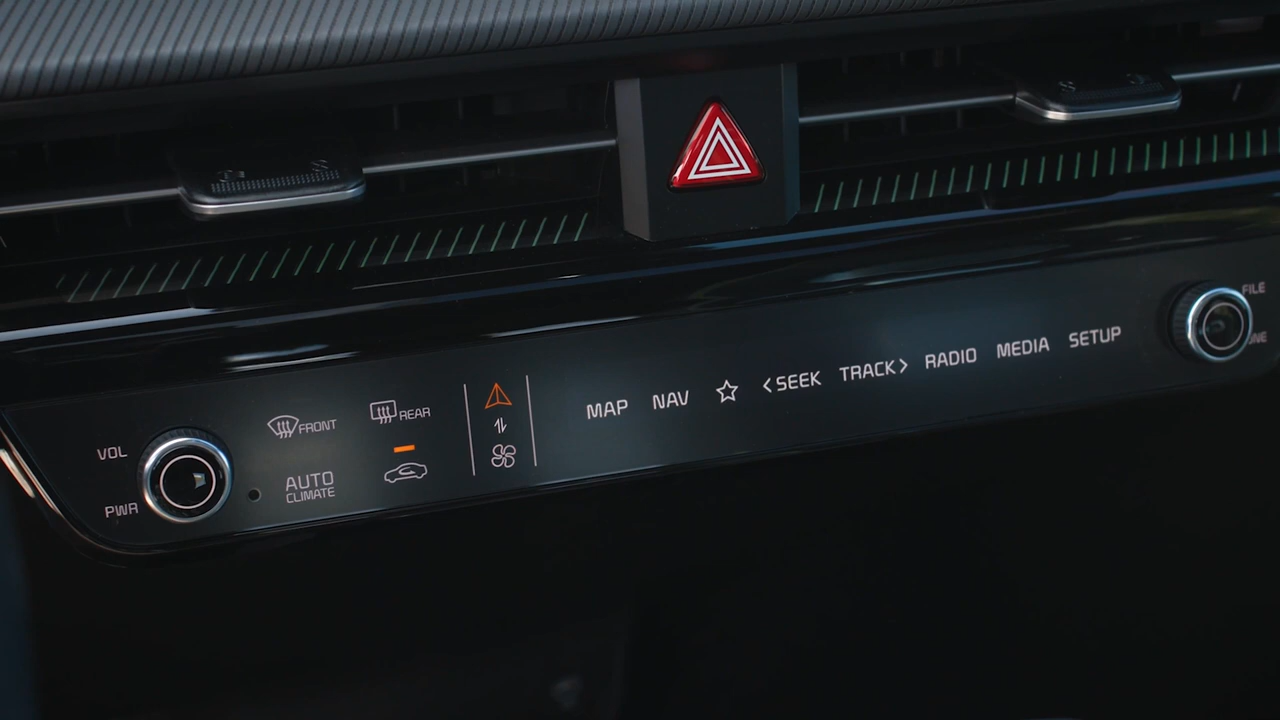 VOL
PWR
FRONT
REAR
AUTO
CLIMATE
MAP NAV <SEEK TRACK> RADIO MEDIA SETUP
FILE